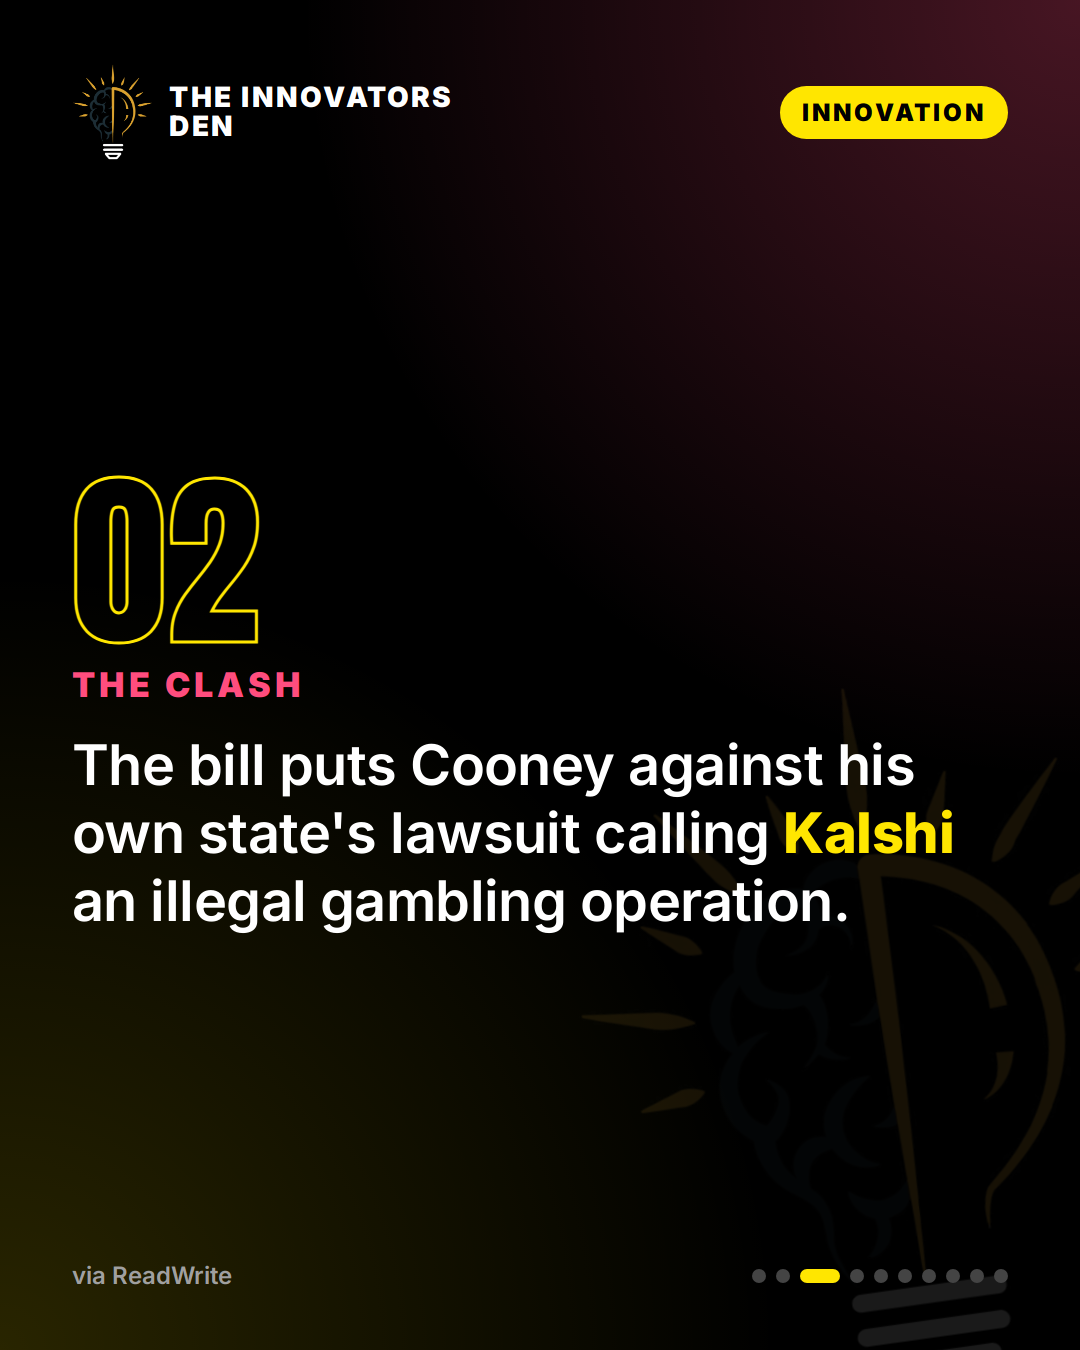 THE INNOVATORS
DEN
INNOVATION
02
THE CLASH
The bill puts Cooney against his
own state's lawsuit calling Kalshi
an illegal gambling operation.
via ReadWrite